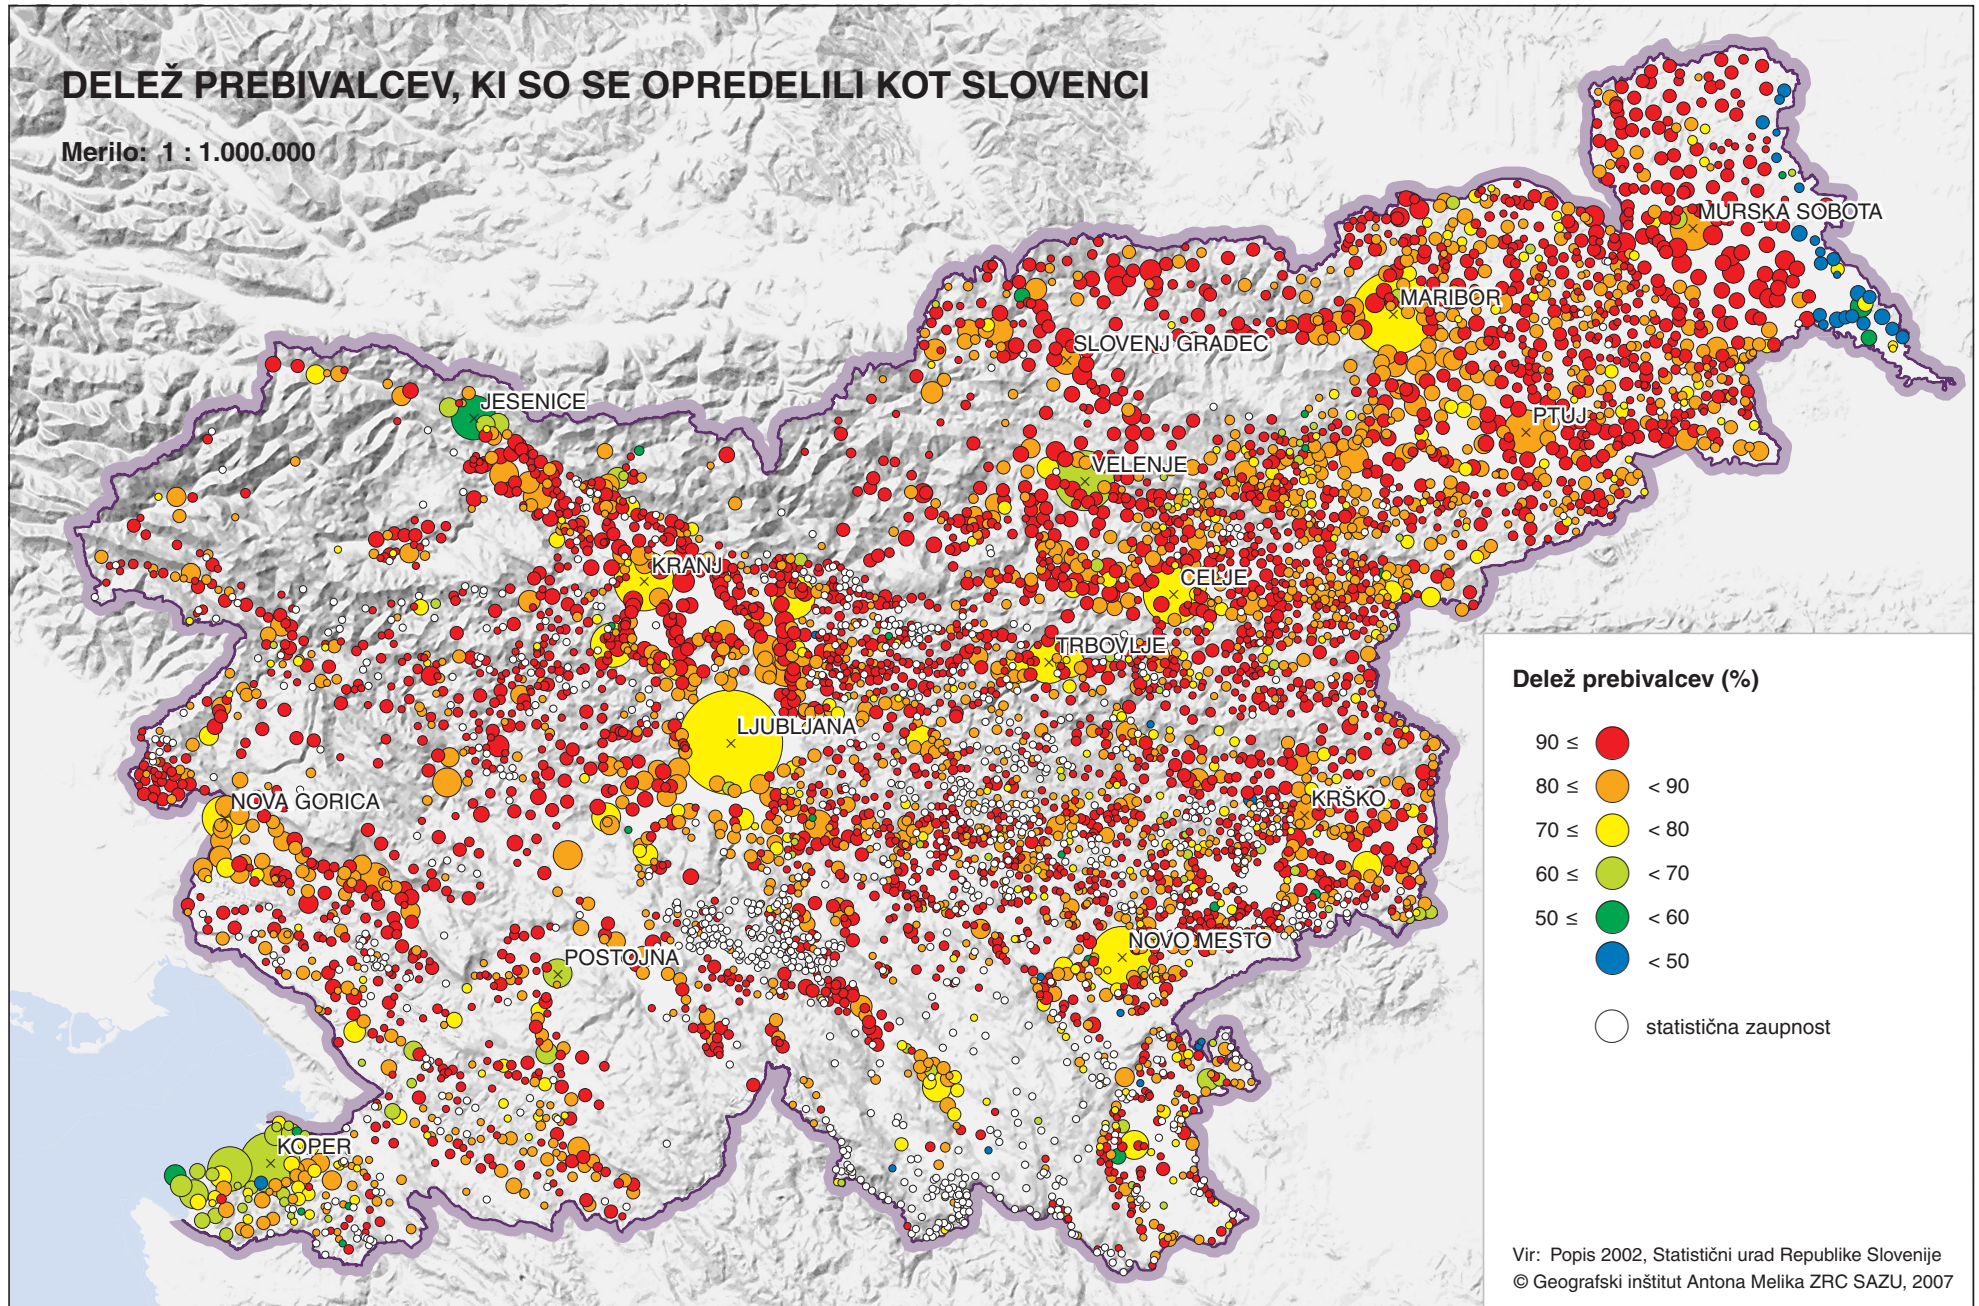 DELEŽ PREBIVALCEV, KI SO SE OPREDELILI KOT SLOVENCI
Merilo: 1 : 1.000.000
MURSKA SOBOTA
MARIBOR
SLOVENJ GRADEC
JESENICE
PTUJ
VELENJE
KRANJ
CELJE
TRBOVLJE
LJUBLJANA
NOVA GORICA
KRŠKO
NOVO MESTO
POSTOJNA
KOPER
Delež prebivalcev (%)
90 ≤
80 ≤ < 90
70 ≤ < 80
60 ≤ < 70
50 ≤ < 60
< 50
statistična zaupnost
Vir: Popis 2002, Statistični urad Republike Slovenije
© Geografski inštitut Antona Melika ZRC SAZU, 2007